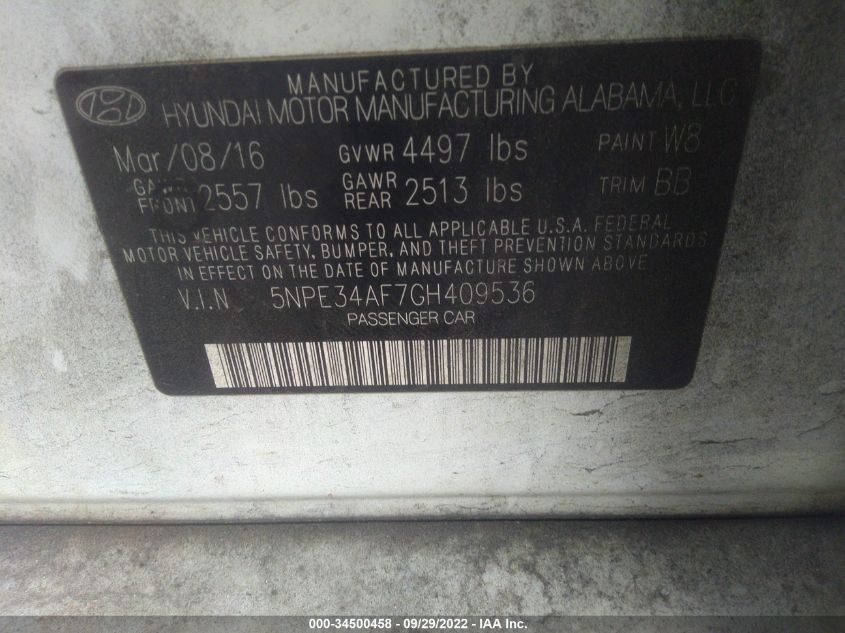 MANUFACTURED BY
HYUNDAI MOTOR MANUFACTURING ALABAMA, LLC
Mar/08/16 GVWR 4497 lbs PAINT W8
GAWR FRONT 2557 lbs GAWR REAR 2513 lbs TRIM BB
THIS VEHICLE CONFORMS TO ALL APPLICABLE U.S.A. FEDERAL
MOTOR VEHICLE SAFETY, BUMPER, AND THEFT PREVENTION STANDARDS
IN EFFECT ON THE DATE OF MANUFACTURE SHOWN ABOVE
V.I.N 5NPE34AF7GH409536
PASSENGER CAR
000-34500458 - 09/29/2022 - IAA Inc.